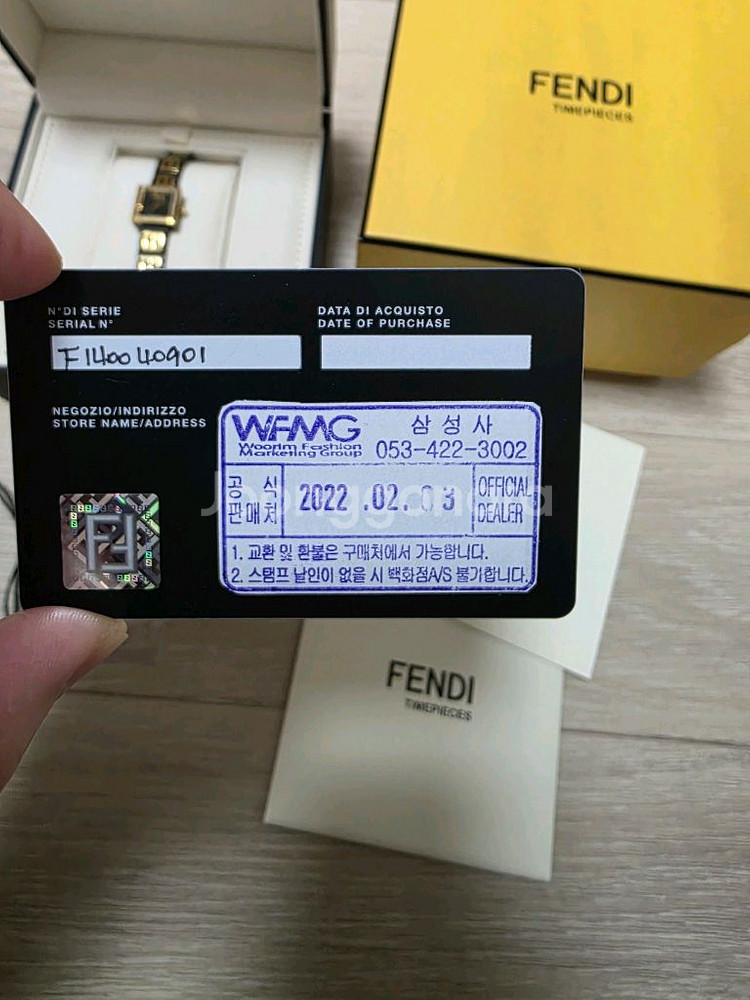 FENDI
TIMEPIECES
N° DI SERIE
SERIAL N°
F140040901
DATA DI ACQUISTO
DATE OF PURCHASE
NEGOZIO/INDIRIZZO
STORE NAME/ADDRESS
WFMG
Woorim Fashion
Marketing Group
삼성사
053-422-3002
공식
판매처
2022 .02. 03
OFFICIAL
DEALER
1. 교환 및 환불은 구매처에서 가능합니다.
2. 스탬프 날인이 없을 시 백화점A/S 불가합니다.
Joonggonara
FENDI
TIMEPIECES